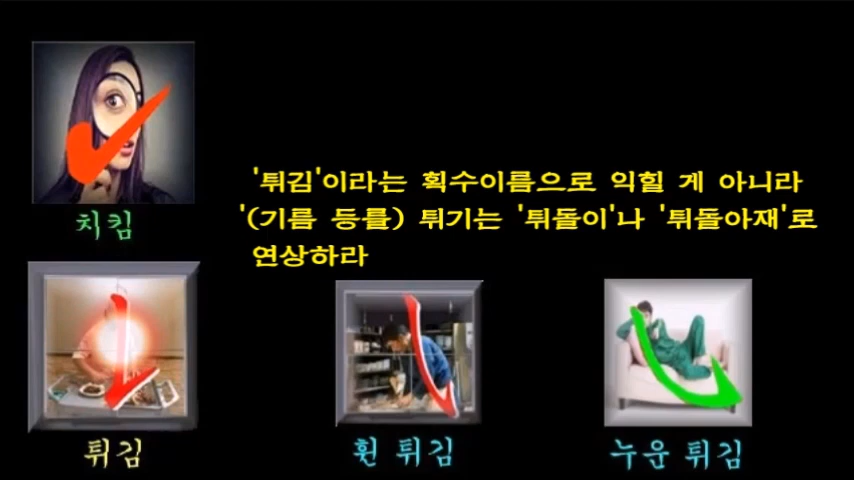 '튀김'이라는 획수이름으로 익힐 게 아니라
'(기름 등를) 튀기는 '튀돌이'나 '튀돌아재'로
연상하라
치킴
튀김
휜 튀김
누운 튀김